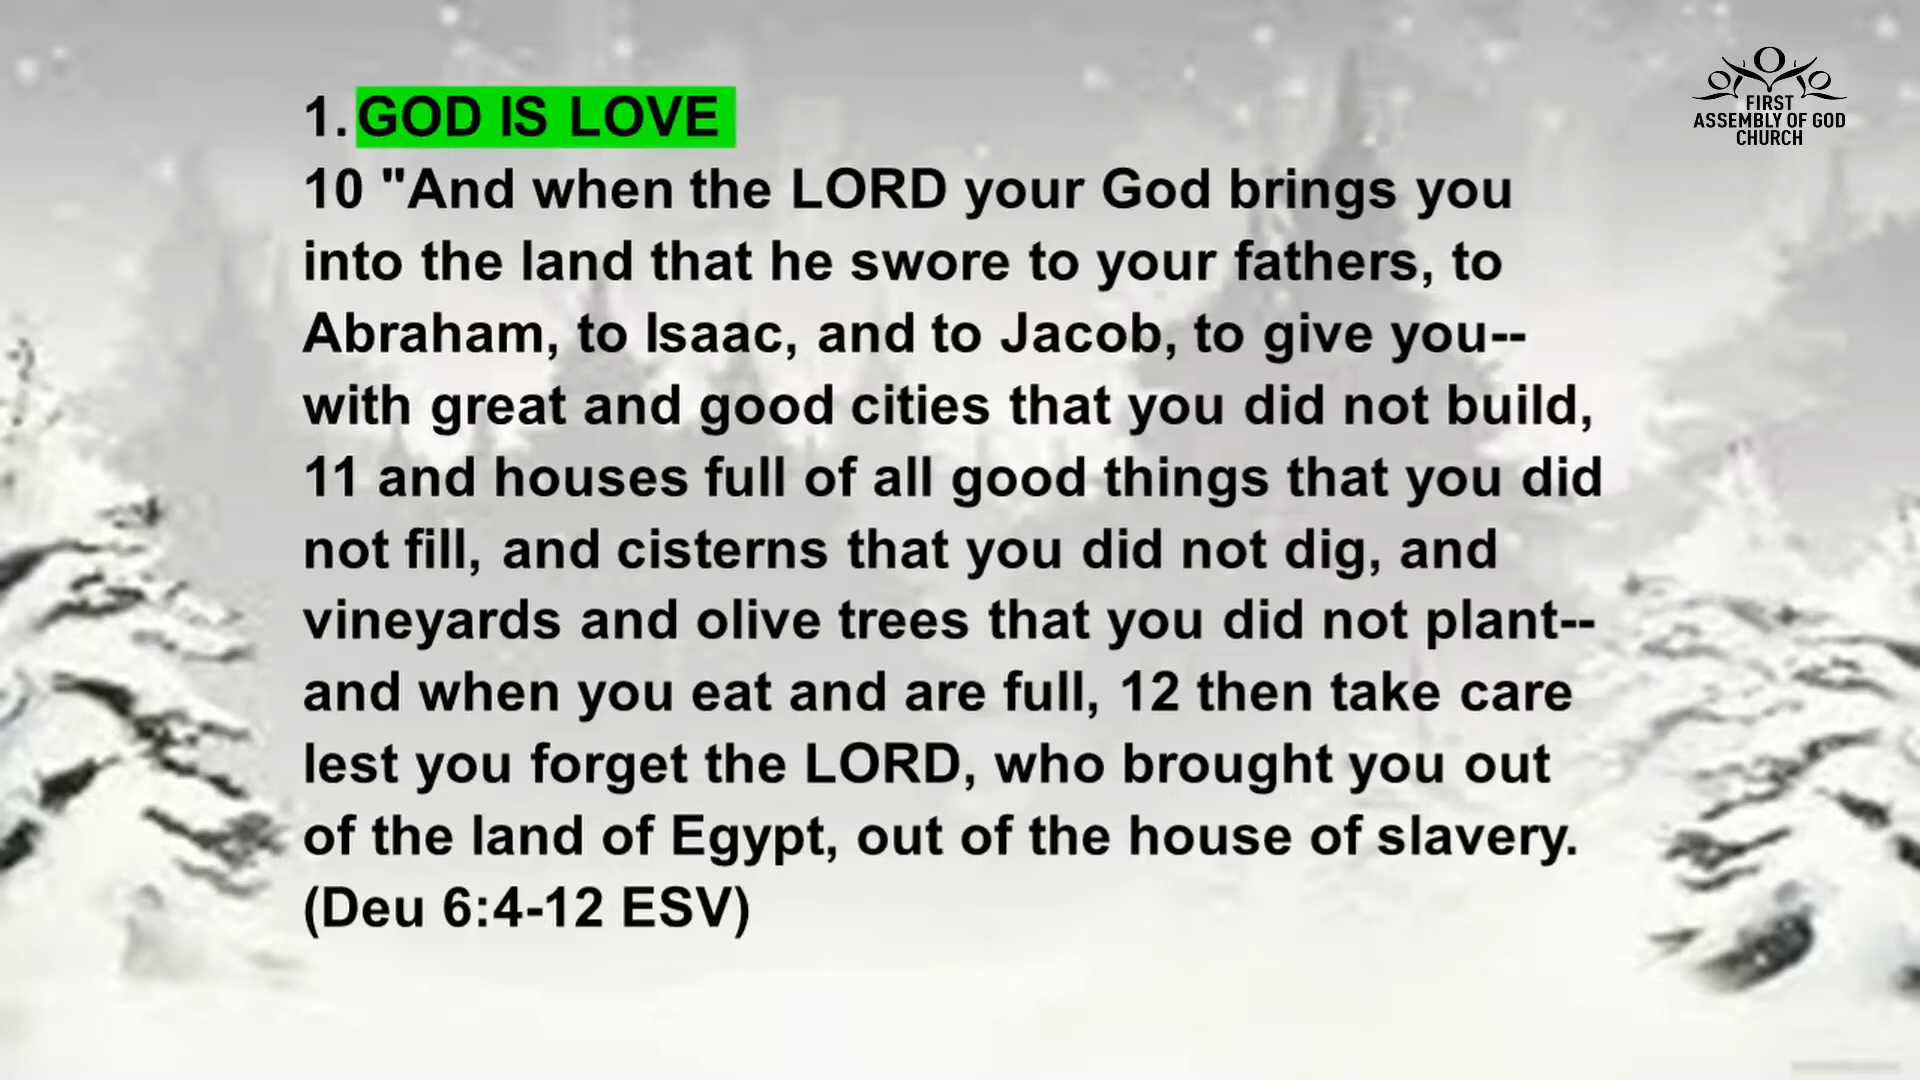 1. GOD IS LOVE
10 "And when the LORD your God brings you
into the land that he swore to your fathers, to
Abraham, to Isaac, and to Jacob, to give you--
with great and good cities that you did not build,
11 and houses full of all good things that you did
not fill, and cisterns that you did not dig, and
vineyards and olive trees that you did not plant--
and when you eat and are full, 12 then take care
lest you forget the LORD, who brought you out
of the land of Egypt, out of the house of slavery.
(Deu 6:4-12 ESV)
FIRST
ASSEMBLY OF GOD
CHURCH